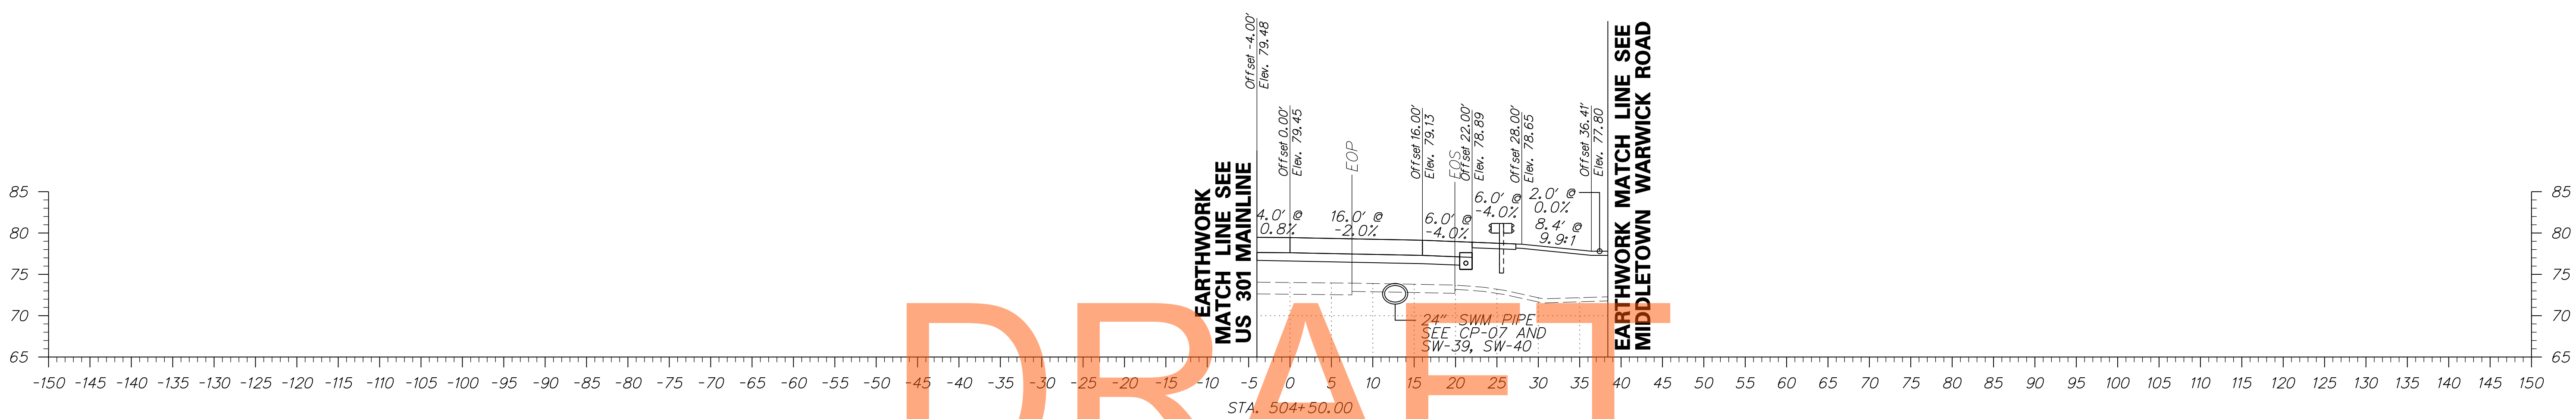 Offset -4.00'
Elev. 79.48
Offset 0.00'
Elev. 79.45
EOP
Offset 16.00'
Elev. 79.13
EOS
Offset 22.00'
Elev. 78.89
Offset 28.00'
Elev. 78.65
Offset 36.41'
Elev. 77.80
EARTHWORK
MATCH LINE SEE
US 301 MAINLINE
EARTHWORK MATCH LINE SEE
MIDDLETOWN WARWICK ROAD
4.0' @
0.8%
16.0' @
-2.0%
6.0' @
-4.0%
6.0' @
-4.0%
2.0' @
0.0%
8.4' @
9.9:1
85
80
75
70
65
85
80
75
70
65
24" SWM PIPE
SEE CP-07 AND
SW-39, SW-40
-150 -145 -140 -135 -130 -125 -120 -115 -110 -105 -100 -95 -90 -85 -80 -75 -70 -65 -60 -55 -50 -45 -40 -35 -30 -25 -20 -15 -10 -5 0 5 10 15 20 25 30 35 40 45 50 55 60 65 70 75 80 85 90 95 100 105 110 115 120 125 130 135 140 145 150
STA. 504+50.00
DRAFT